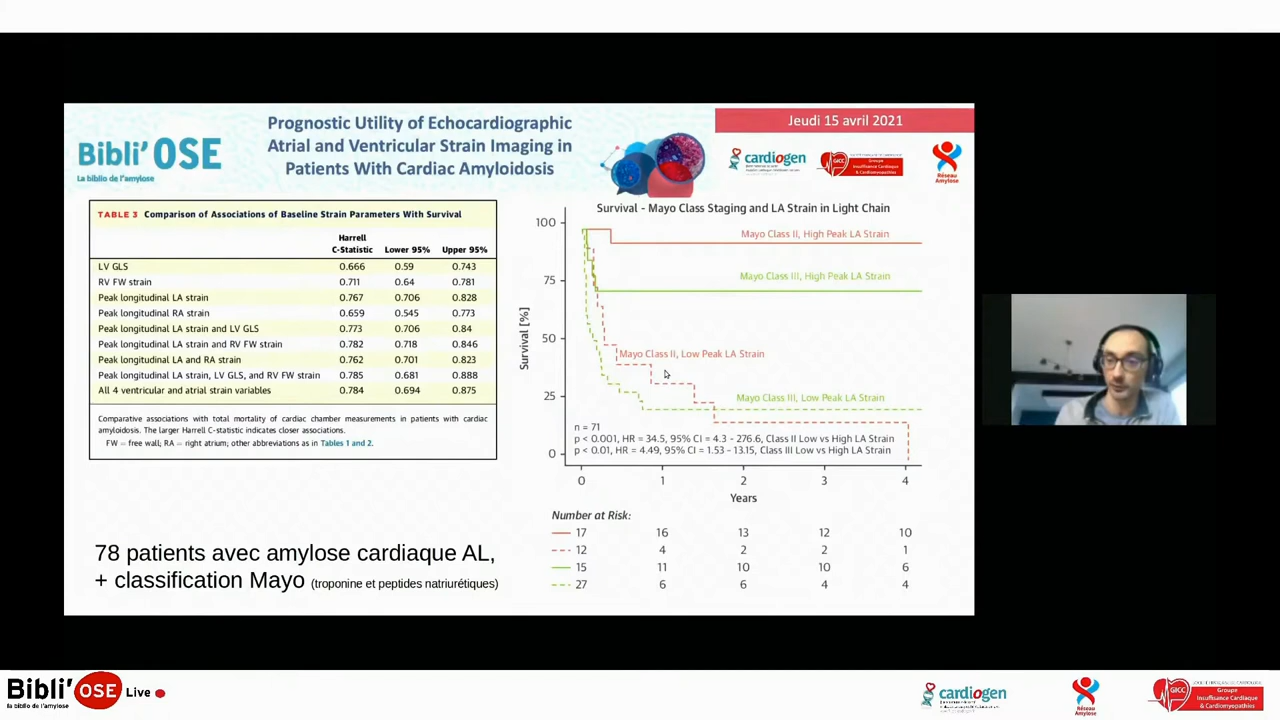 Bibli'OSE
La biblio de l'amylose
Prognostic Utility of Echocardiographic
Atrial and Ventricular Strain Imaging in
Patients With Cardiac Amyloidosis
Jeudi 15 avril 2021
cardiogen
GICC
Groupe
Insuffisance Cardiaque
& Cardiomyopathies
Réseau
Amylose
TABLE 3 Comparison of Associations of Baseline Strain Parameters With Survival
Harrell
C-Statistic Lower 95% Upper 95%
LV GLS 0.666 0.59 0.743
RV FW strain 0.711 0.64 0.781
Peak longitudinal LA strain 0.767 0.706 0.828
Peak longitudinal RA strain 0.659 0.545 0.773
Peak longitudinal LA strain and LV GLS 0.773 0.706 0.84
Peak longitudinal LA strain and RV FW strain 0.782 0.718 0.846
Peak longitudinal LA and RA strain 0.762 0.701 0.823
Peak longitudinal LA strain, LV GLS, and RV FW strain 0.785 0.681 0.888
All 4 ventricular and atrial strain variables 0.784 0.694 0.875
Comparative associations with total mortality of cardiac chamber measurements in patients with cardiac
amyloidosis. The larger Harrell C-statistic indicates closer associations.
FW = free wall; RA = right atrium; other abbreviations as in Tables 1 and 2.
78 patients avec amylose cardiaque AL,
+ classification Mayo (troponine et peptides natriurétiques)
Survival - Mayo Class Staging and LA Strain in Light Chain
Survival [%]
100
75
50
25
0
Mayo Class II, High Peak LA Strain
Mayo Class III, High Peak LA Strain
Mayo Class II, Low Peak LA Strain
Mayo Class III, Low Peak LA Strain
n = 71
p < 0.001, HR = 34.5, 95% CI = 4.3 - 276.6, Class II Low vs High LA Strain
p < 0.01, HR = 4.49, 95% CI = 1.53 - 13.15, Class III Low vs High LA Strain
0 1 2 3 4
Years
Number at Risk:
17 16 13 12 10
12 4 2 2 1
15 11 10 10 6
27 6 6 4 4
Bibli'OSE Live
la biblio de l'amylose
cardiogen
Réseau
Amylose
GICC
Groupe
Insuffisance Cardiaque
& Cardiomyopathies